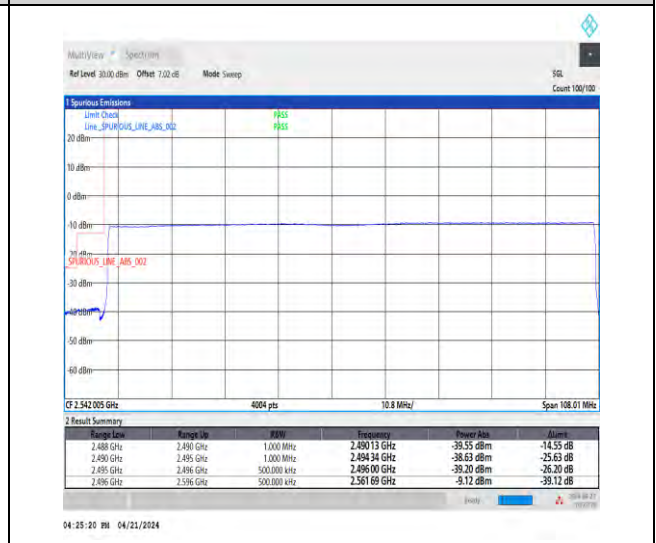 MultiView Spectrum
Ref Level 30.00 dBm Offset 7.02 dB Mode Sweep SGL
Count 100/100
1 Spurious Emissions
Limit Check PASS
Line _SPURIOUS_LINE_ABS_002 PASS
20 dBm
10 dBm
0 dBm
-10 dBm
-20 dBm
_SPURIOUS_LINE_ABS_002
-30 dBm
-40 dBm
-50 dBm
-60 dBm
CF 2.542 005 GHz 4004 pts 10.8 MHz/ Span 108.01 MHz
2 Result Summary
Range Low Range Up RBW Frequency Power Abs ΔLimit
2.488 GHz 2.490 GHz 1.000 MHz 2.490 13 GHz -39.55 dBm -14.55 dB
2.490 GHz 2.495 GHz 1.000 MHz 2.494 34 GHz -38.63 dBm -25.63 dB
2.495 GHz 2.496 GHz 500.000 kHz 2.496 00 GHz -39.20 dBm -26.20 dB
2.496 GHz 2.596 GHz 500.000 kHz 2.561 69 GHz -9.12 dBm -39.12 dB
Ready
04:25:20 PM 04/21/2024